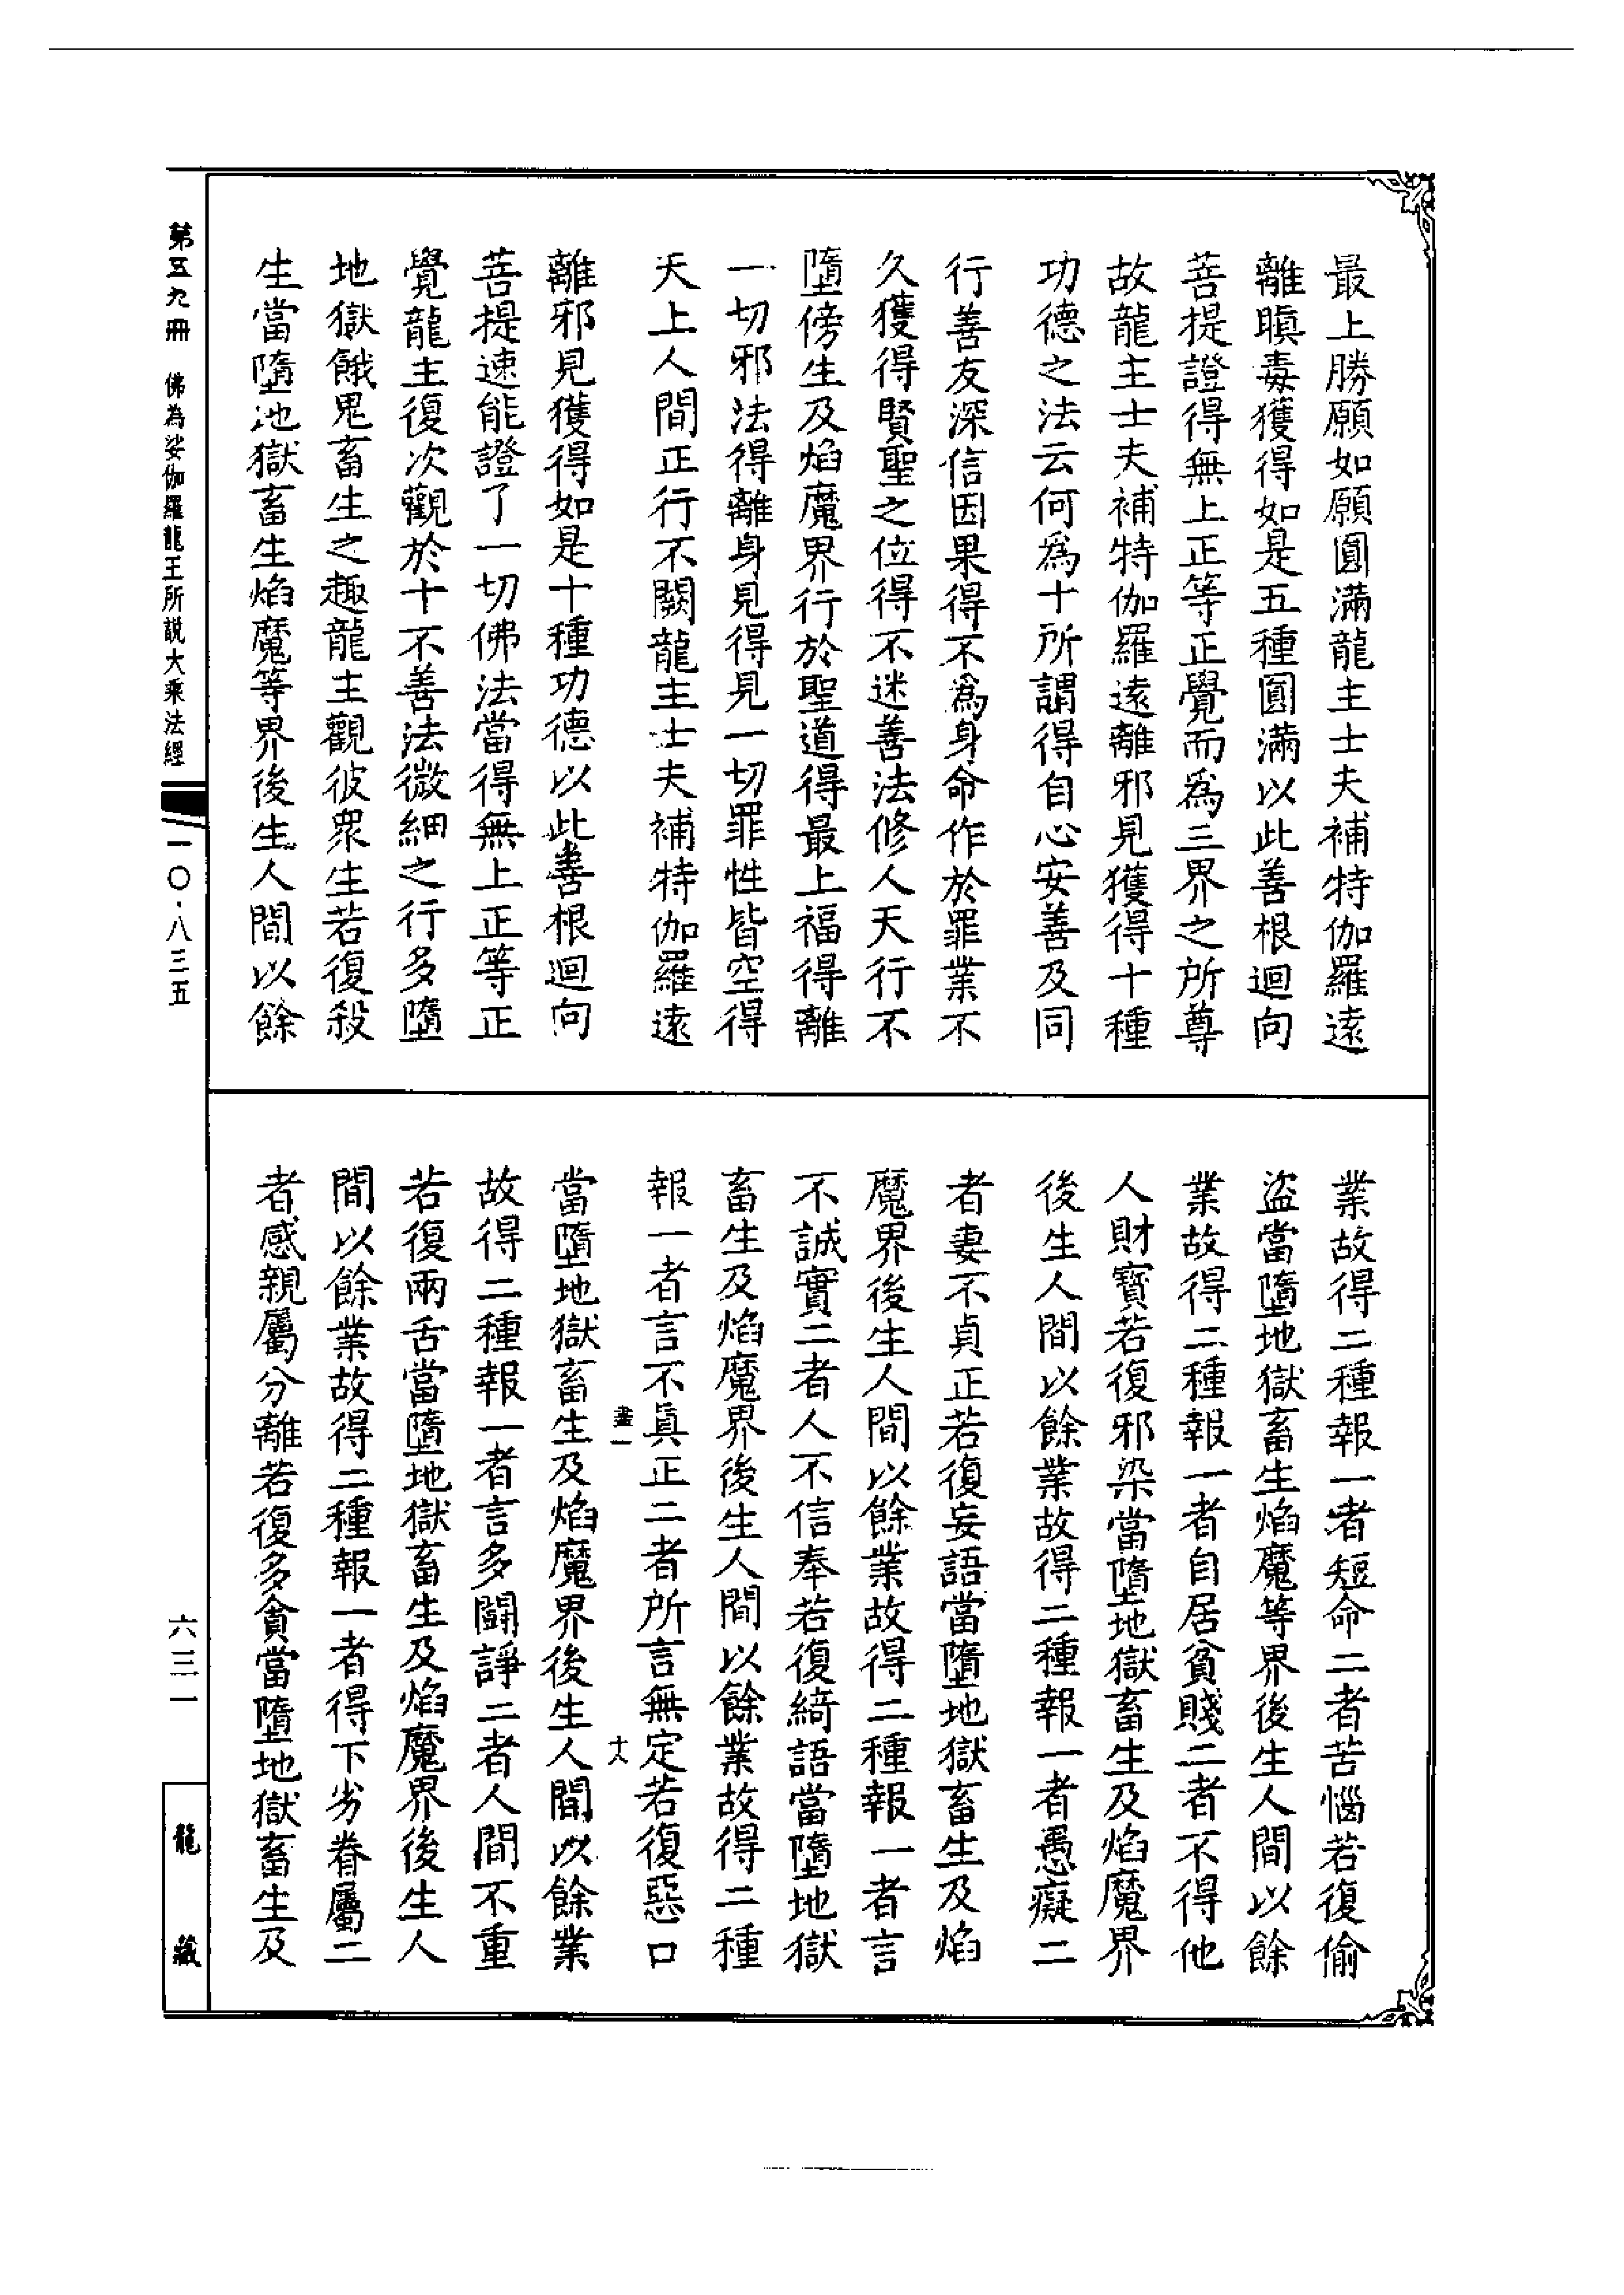 最上勝願如願圓滿龍主士夫補特伽羅遠
離瞋毒獲得如是五種圓滿以此善根迴向
菩提證得無上正等正覺而為三界之所尊
故龍主士夫補特伽羅遠離邪見獲得十種
功德之法云何為十所謂得自心安善及同
行善友深信因果得不為身命作於罪業不
久獲得賢聖之位得不迷善法修人天行不
墮傍生及焰魔界行於聖道得最上福得離
一切邪法得離身見得見一切罪性皆空得
天上人間正行不闕龍主士夫補特伽羅遠
離邪見獲得如是十種功德以此善根迴向
菩提速能證了一切佛法當得無上正等正
覺龍主復次觀於十不善法微細之行多墮
地獄餓鬼畜生之趣龍主觀彼眾生若復殺
生當墮地獄畜生焰魔等界後生人間以餘
業故得二種報一者短命二者苦惱若復偷
盜當墮地獄畜生焰魔等界後生人間以餘
業故得二種報一者自居貧賤二者不得他
人財寶若復邪染當墮地獄畜生及焰魔界
後生人間以餘業故得二種報一者愚癡二
者妻不貞正若復妄語當墮地獄畜生及焰
魔界後生人間以餘業故得二種報一者言
不誠實二者人不信奉若復綺語當墮地獄
畜生及焰魔界後生人間以餘業故得二種
報一者言不真正二者所言無定若復惡口
畫一 十八
當墮地獄畜生及焰魔界後生人間以餘業
故得二種報一者言多鬪諍二者人間不重
若復兩舌當墮地獄畜生及焰魔界後生人
間以餘業故得二種報一者得下劣眷屬二
者感親屬分離若復多貪當墮地獄畜生及
第五九冊 佛為娑伽羅龍王所說大乘法經
一〇·八三五
六三一
龍藏